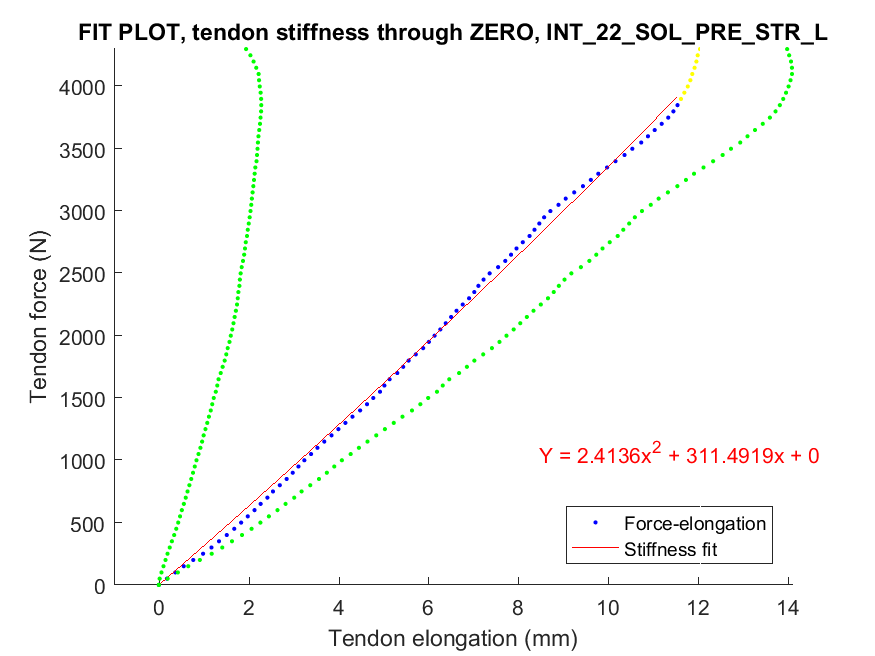 FIT PLOT, tendon stiffness through ZERO, INT_22_SOL_PRE_STR_L
Tendon force (N)
4000
3500
3000
2500
2000
1500
1000
500
0
Y = 2.4136x² + 311.4919x + 0
Force-elongation
Stiffness fit
0 2 4 6 8 10 12 14
Tendon elongation (mm)